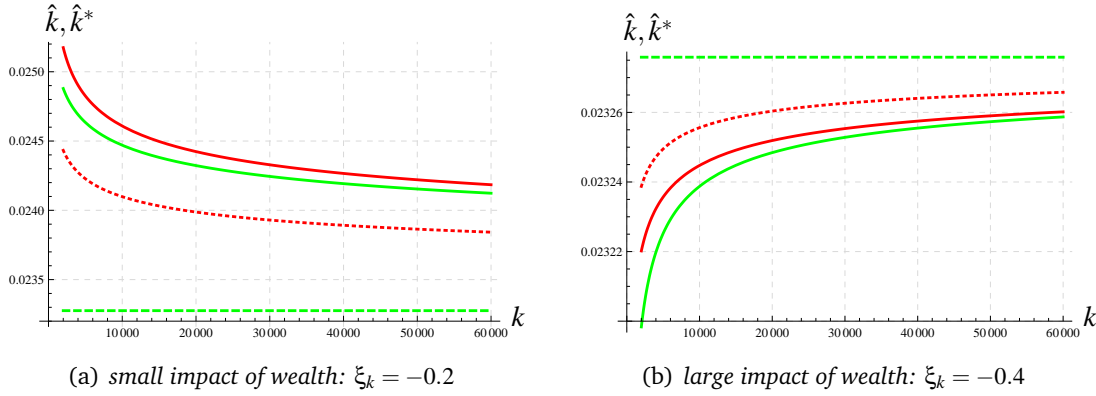 k̂, k̂*
0.0250
0.0245
0.0240
0.0235
10 000 20 000 30 000 40 000 50 000 60 000 k
(a) small impact of wealth: ξk = −0.2
k̂, k̂*
0.02326
0.02324
0.02322
10 000 20 000 30 000 40 000 50 000 60 000 k
(b) large impact of wealth: ξk = −0.4